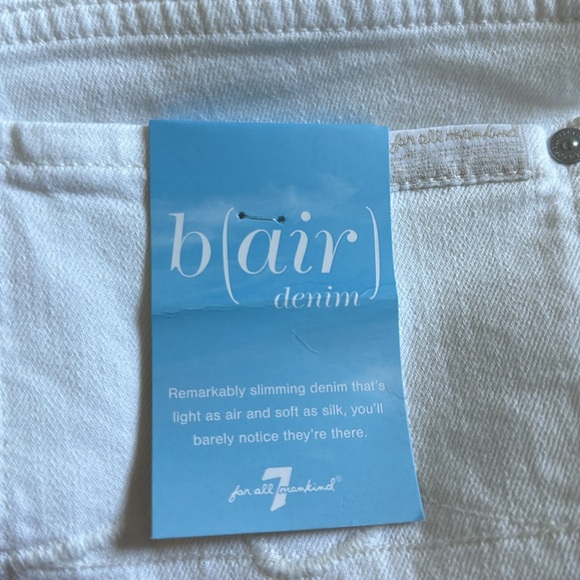 for all mankind
b(air)
denim
Remarkably slimming denim that's
light as air and soft as silk, you'll
barely notice they're there.
for all 7 mankind®